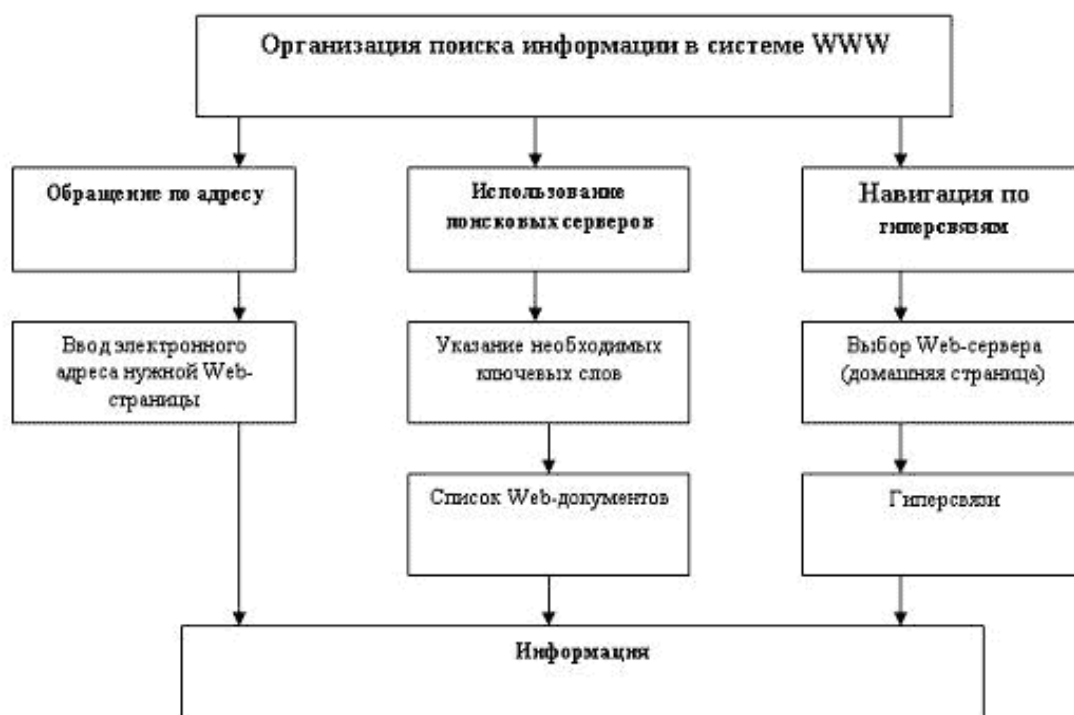 Организация поиска информации в системе WWW
Обращение по адресу
Использование
поисковых серверов
Навигация по
гиперсвязям
Ввод электронного
адреса нужной Web-
страницы
Указание необходимых
ключевых слов
Выбор Web-сервера
(домашняя страница)
Список Web-документов
Гиперсвязи
Информация